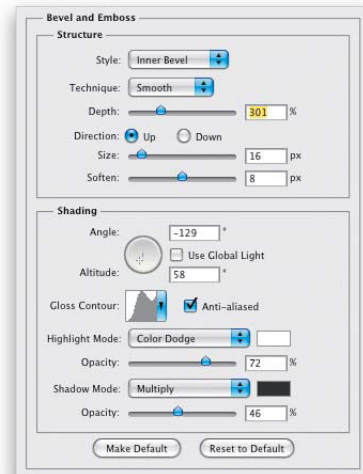 Bevel and Emboss
Structure
Style: Inner Bevel
Technique: Smooth
Depth: 301 %
Direction: Up Down
Size: 16 px
Soften: 8 px
Shading
Angle: -129 °
Use Global Light
Altitude: 58 °
Gloss Contour: Anti-aliased
Highlight Mode: Color Dodge
Opacity: 72 %
Shadow Mode: Multiply
Opacity: 46 %
Make Default Reset to Default